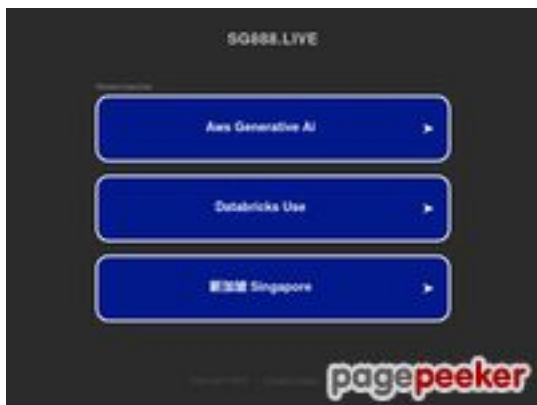 SG888.LIVE
Aws Generative Ai
Databricks Use
新加坡 Singapore
pagepeeker